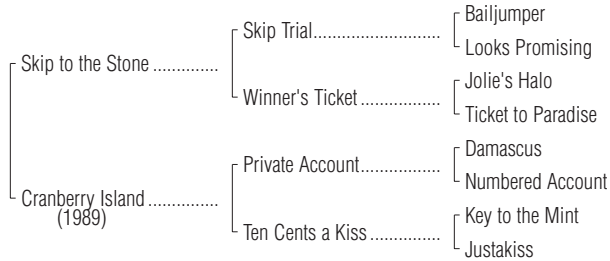 Bailjumper
Skip Trial..........................
Looks Promising
Skip to the Stone .............
Jolie's Halo
Winner's Ticket ................
Ticket to Paradise
Damascus
Private Account.................
Numbered Account
Cranberry Island ..............
(1989)
Key to the Mint
Ten Cents a Kiss ..............
Justakiss